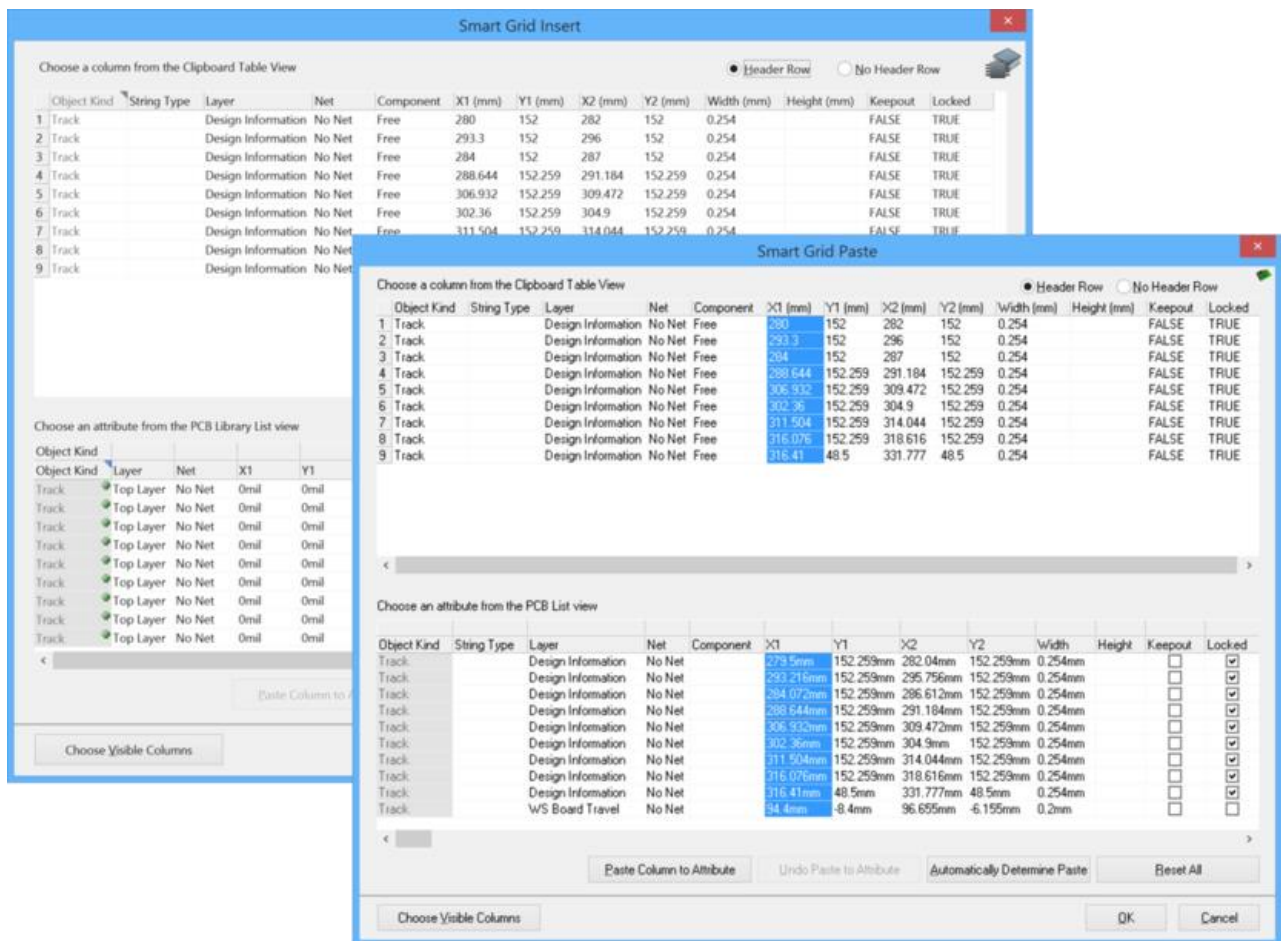 Smart Grid Insert
Choose a column from the Clipboard Table View
Header Row No Header Row
Object Kind String Type Layer Net Component X1 (mm) Y1 (mm) X2 (mm) Y2 (mm) Width (mm) Height (mm) Keepout Locked
1 Track Design Information No Net Free 280 152 282 152 0.254 FALSE TRUE
2 Track Design Information No Net Free 293.3 152 296 152 0.254 FALSE TRUE
3 Track Design Information No Net Free 284 152 287 152 0.254 FALSE TRUE
4 Track Design Information No Net Free 288.644 152.259 291.184 152.259 0.254 FALSE TRUE
5 Track Design Information No Net Free 306.932 152.259 309.472 152.259 0.254 FALSE TRUE
6 Track Design Information No Net Free 302.36 152.259 304.9 152.259 0.254 FALSE TRUE
7 Track Design Information No Net Free 311.504 152.259 314.044 152.259 0.254 FALSE TRUE
8 Track Design Information No Net
9 Track Design Information No Net
Choose an attribute from the PCB Library List view
Object Kind
Object Kind Layer Net X1 Y1
Track Top Layer No Net 0mil 0mil
Track Top Layer No Net 0mil 0mil
Track Top Layer No Net 0mil 0mil
Track Top Layer No Net 0mil 0mil
Track Top Layer No Net 0mil 0mil
Track Top Layer No Net 0mil 0mil
Track Top Layer No Net 0mil 0mil
Track Top Layer No Net 0mil 0mil
Track Top Layer No Net 0mil 0mil
Paste Column to
Choose Visible Columns
Smart Grid Paste
Choose a column from the Clipboard Table View
Header Row No Header Row
Object Kind String Type Layer Net Component X1 (mm) Y1 (mm) X2 (mm) Y2 (mm) Width (mm) Height (mm) Keepout Locked
1 Track Design Information No Net Free 280 152 282 152 0.254 FALSE TRUE
2 Track Design Information No Net Free 293.3 152 296 152 0.254 FALSE TRUE
3 Track Design Information No Net Free 284 152 287 152 0.254 FALSE TRUE
4 Track Design Information No Net Free 288.644 152.259 291.184 152.259 0.254 FALSE TRUE
5 Track Design Information No Net Free 306.932 152.259 309.472 152.259 0.254 FALSE TRUE
6 Track Design Information No Net Free 302.36 152.259 304.9 152.259 0.254 FALSE TRUE
7 Track Design Information No Net Free 311.504 152.259 314.044 152.259 0.254 FALSE TRUE
8 Track Design Information No Net Free 316.076 152.259 318.616 152.259 0.254 FALSE TRUE
9 Track Design Information No Net Free 316.41 48.5 331.777 48.5 0.254 FALSE TRUE
Choose an attribute from the PCB List view
Object Kind String Type Layer Net Component X1 Y1 X2 Y2 Width Height Keepout Locked
Track Design Information No Net 279.5mm 152.259mm 282.04mm 152.259mm 0.254mm
Track Design Information No Net 293.216mm 152.259mm 295.756mm 152.259mm 0.254mm
Track Design Information No Net 284.072mm 152.259mm 286.612mm 152.259mm 0.254mm
Track Design Information No Net 288.644mm 152.259mm 291.184mm 152.259mm 0.254mm
Track Design Information No Net 306.932mm 152.259mm 309.472mm 152.259mm 0.254mm
Track Design Information No Net 302.36mm 152.259mm 304.9mm 152.259mm 0.254mm
Track Design Information No Net 311.504mm 152.259mm 314.044mm 152.259mm 0.254mm
Track Design Information No Net 316.076mm 152.259mm 318.616mm 152.259mm 0.254mm
Track Design Information No Net 316.41mm 48.5mm 331.777mm 48.5mm 0.254mm
Track WS Board Travel No Net 94.4mm -8.4mm 96.655mm -6.155mm 0.2mm
Paste Column to Attribute Undo Paste to Attribute Automatically Determine Paste Reset All
Choose Visible Columns OK Cancel